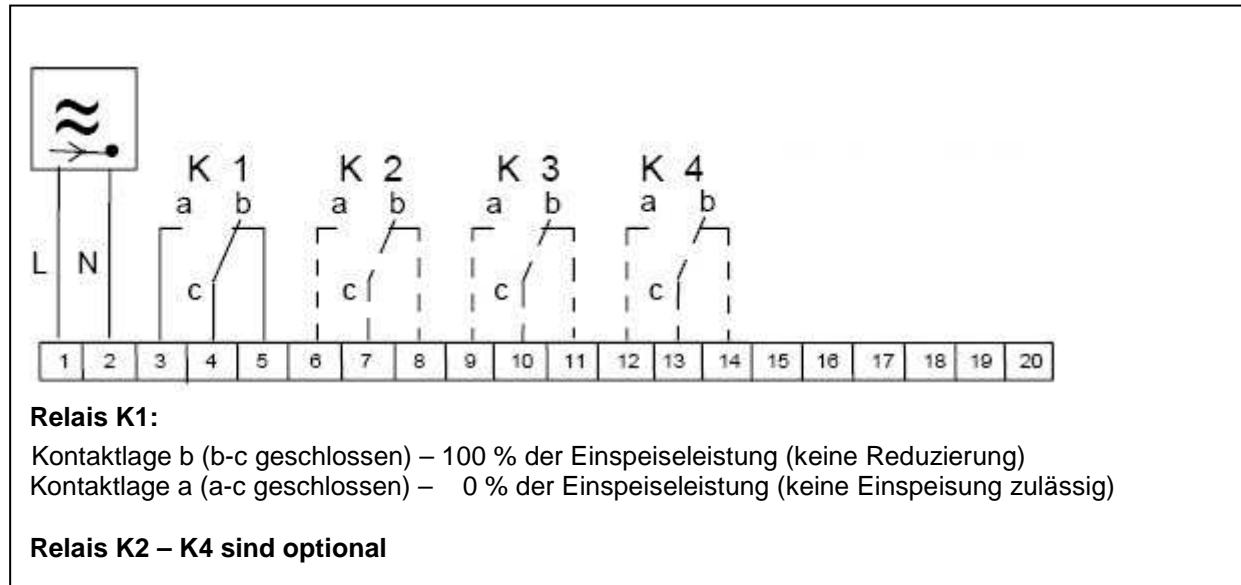 K 1 K 2 K 3 K 4
a b a b a b a b
L N c c c c
1 2 3 4 5 6 7 8 9 10 11 12 13 14 15 16 17 18 19 20
Relais K1:
Kontaktlage b (b-c geschlossen) – 100 % der Einspeiseleistung (keine Reduzierung)
Kontaktlage a (a-c geschlossen) – 0 % der Einspeiseleistung (keine Einspeisung zulässig)
Relais K2 – K4 sind optional